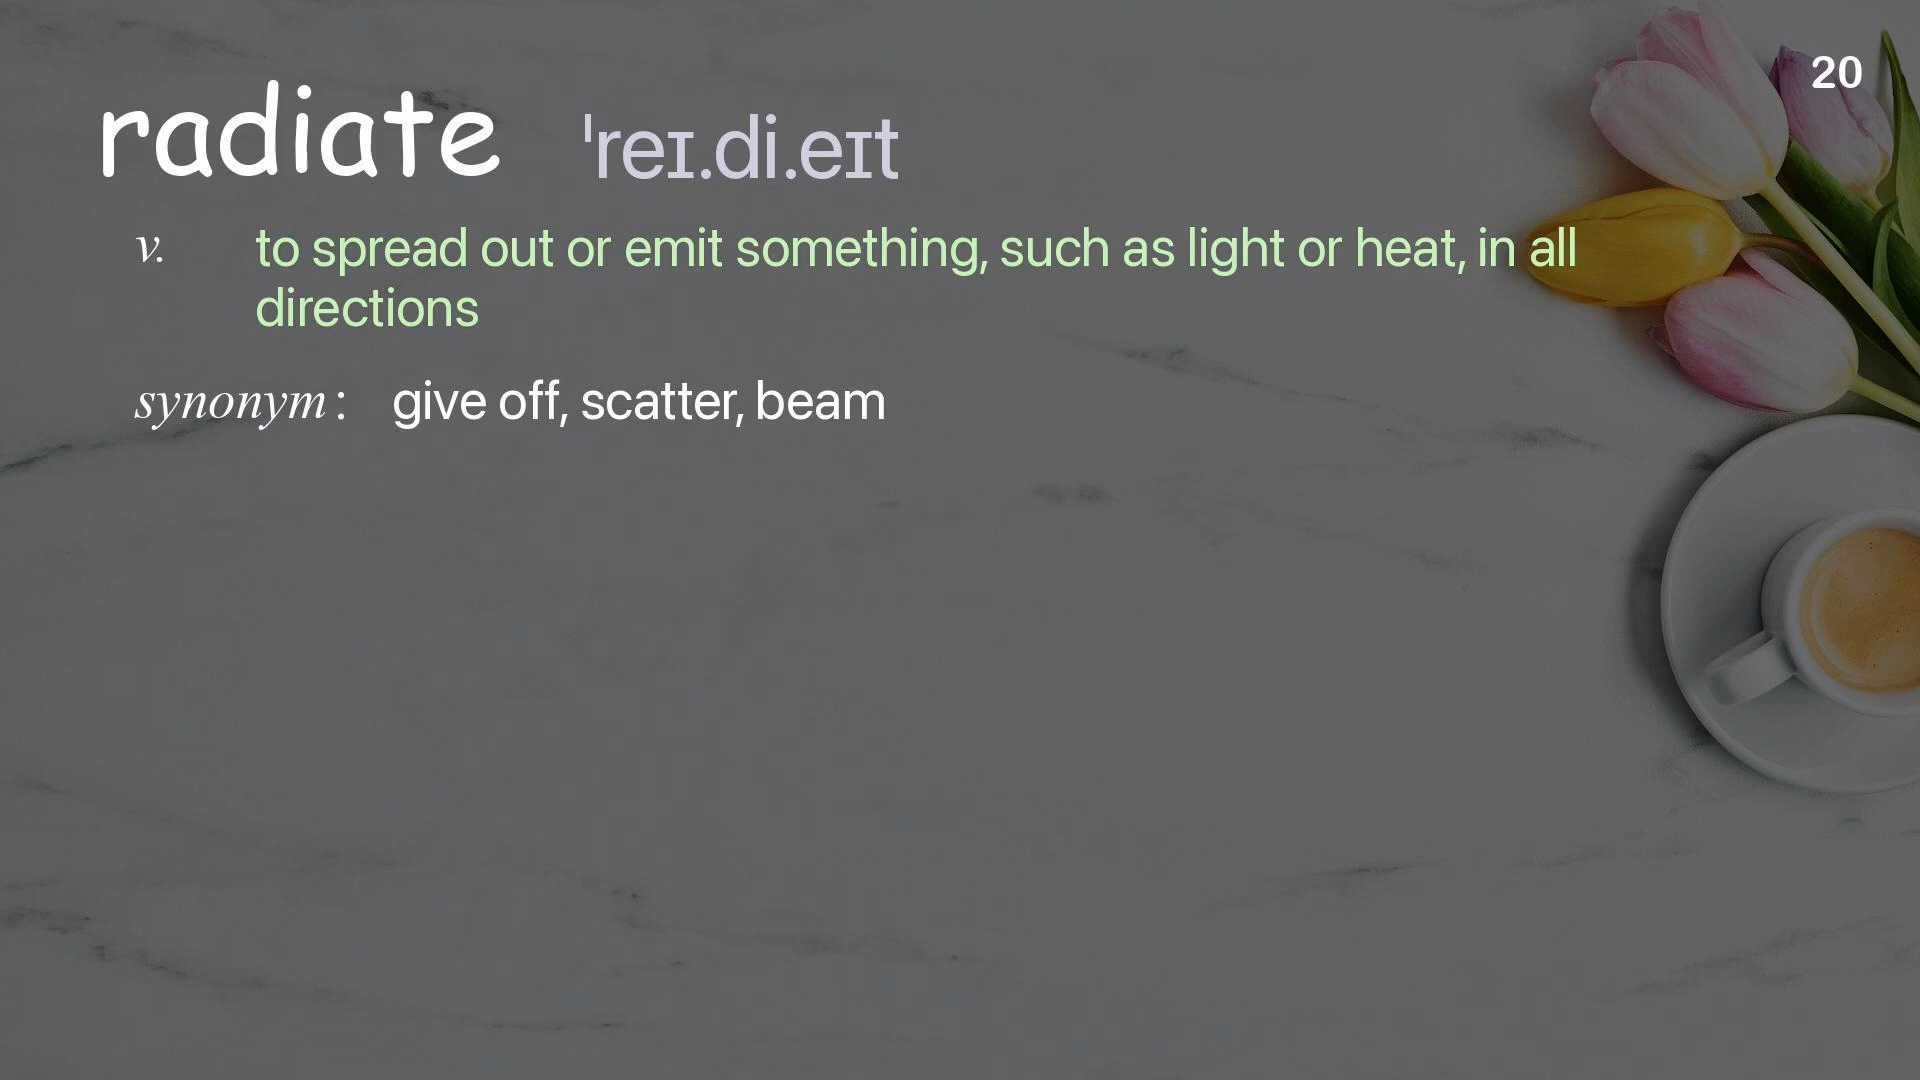 20
radiate ˈreɪ.di.eɪt
v. to spread out or emit something, such as light or heat, in all
directions
synonym : give off, scatter, beam